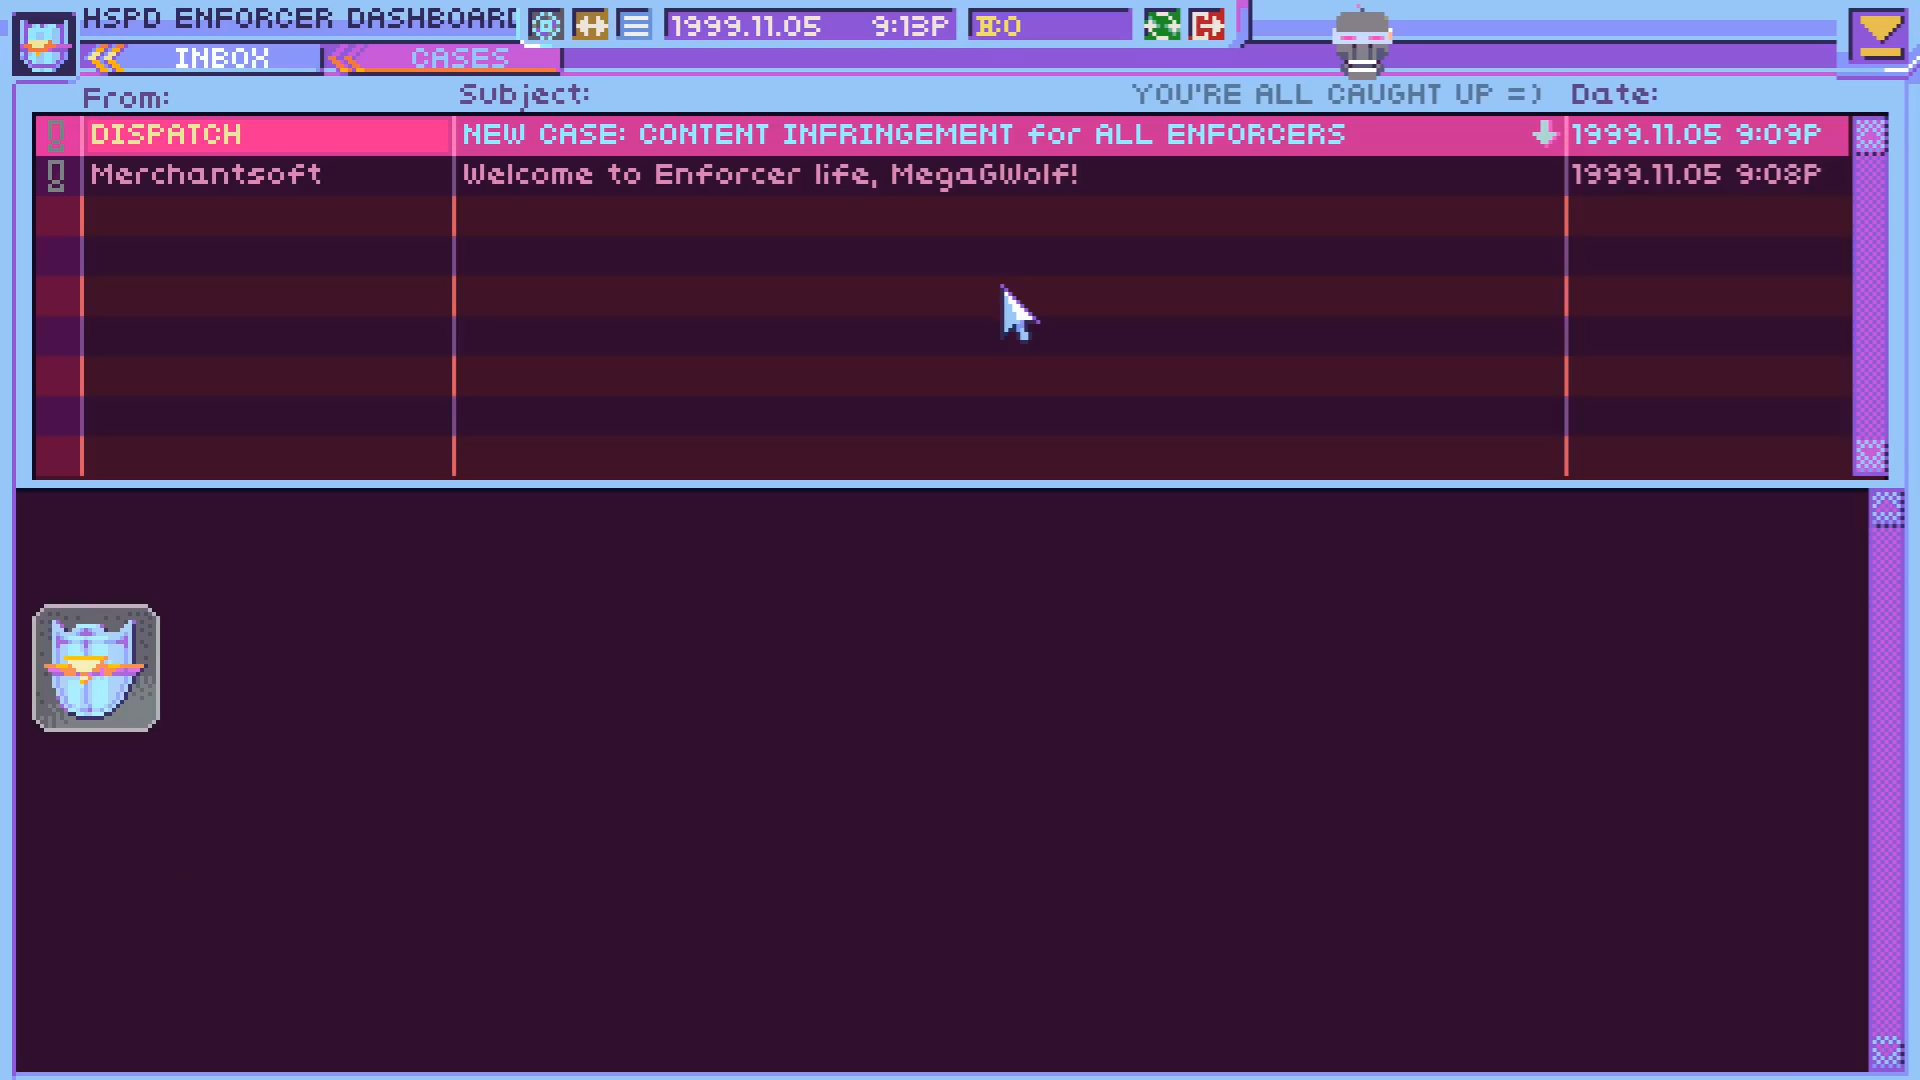 HSPD ENFORCER DASHBOARD
1999.11.05 9:13P
0
INBOX
CASES
From:
Subject:
YOU'RE ALL CAUGHT UP =)
Date:
DISPATCH
NEW CASE: CONTENT INFRINGEMENT for ALL ENFORCERS
1999.11.05 9:09P
Merchantsoft
Welcome to Enforcer life, MegaGWolf!
1999.11.05 9:08P